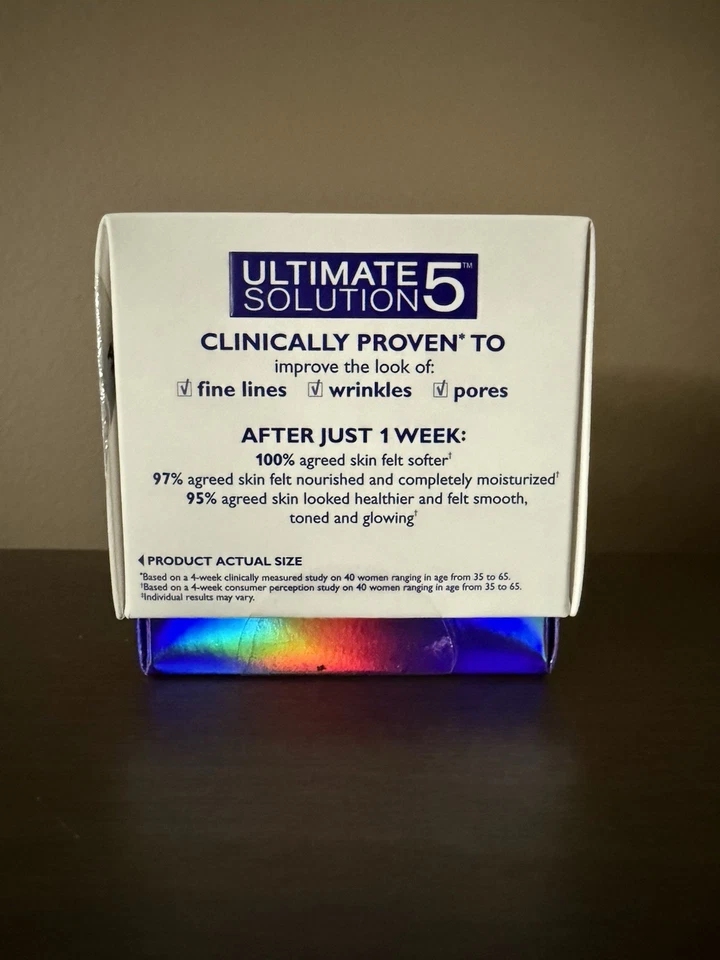 ULTIMATE
SOLUTION 5™
CLINICALLY PROVEN* TO
improve the look of:
☑ fine lines ☑ wrinkles ☑ pores
AFTER JUST 1 WEEK:
100% agreed skin felt softer†
97% agreed skin felt nourished and completely moisturized†
95% agreed skin looked healthier and felt smooth,
toned and glowing†
◀ PRODUCT ACTUAL SIZE
*Based on a 4-week clinically measured study on 40 women ranging in age from 35 to 65.
†Based on a 4-week consumer perception study on 40 women ranging in age from 35 to 65.
‡Individual results may vary.